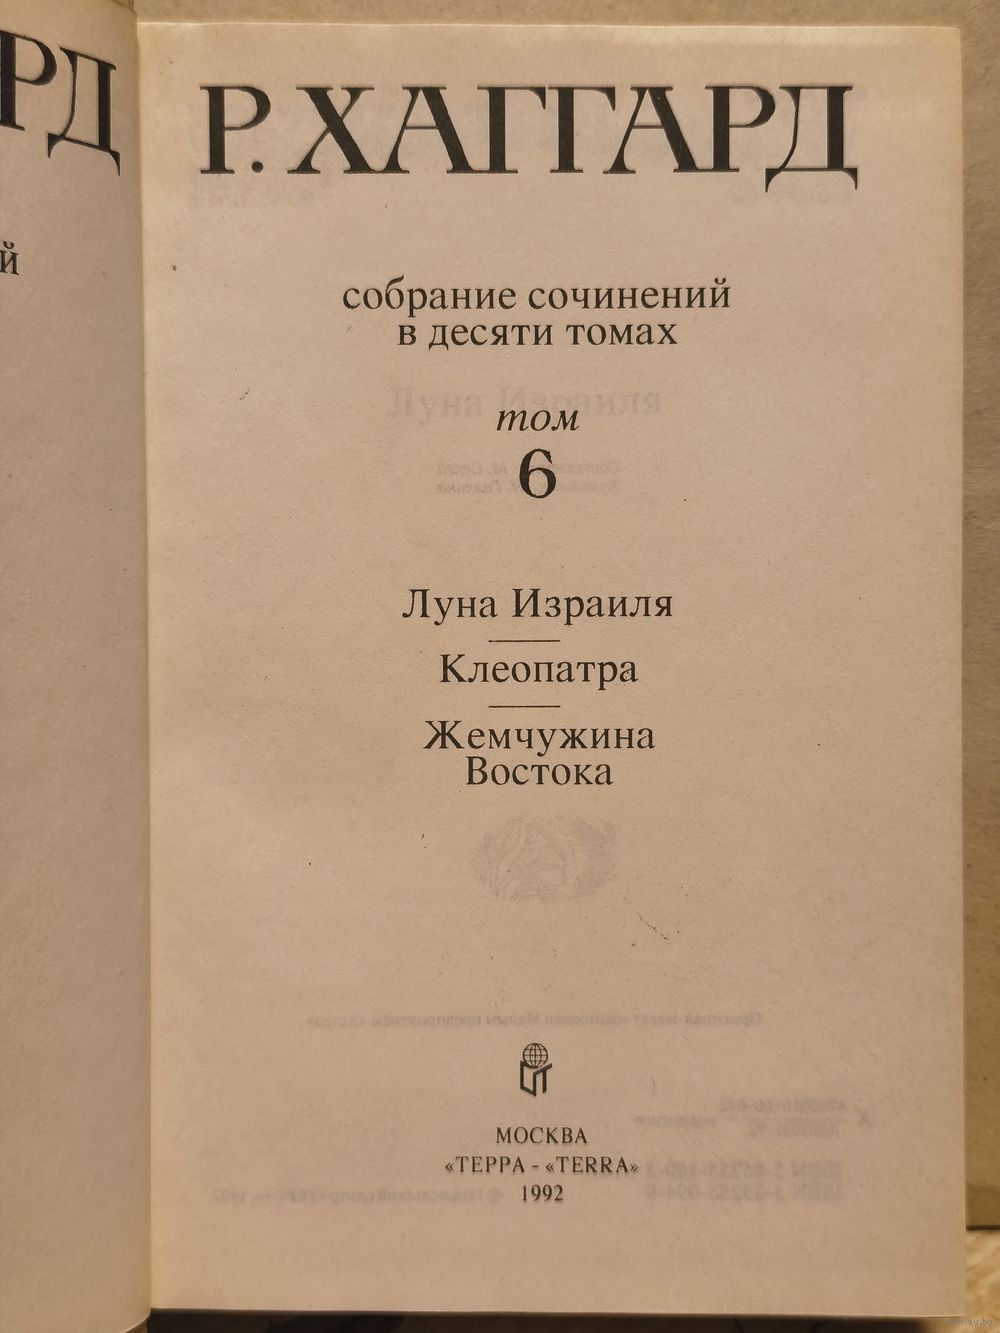 РД
й
Р. ХАГГАРД
собрание сочинений
в десяти томах
том
6
Луна Израиля
Клеопатра
Жемчужина
Востока
МОСКВА
«ТЕРРА - «TERRA»
1992